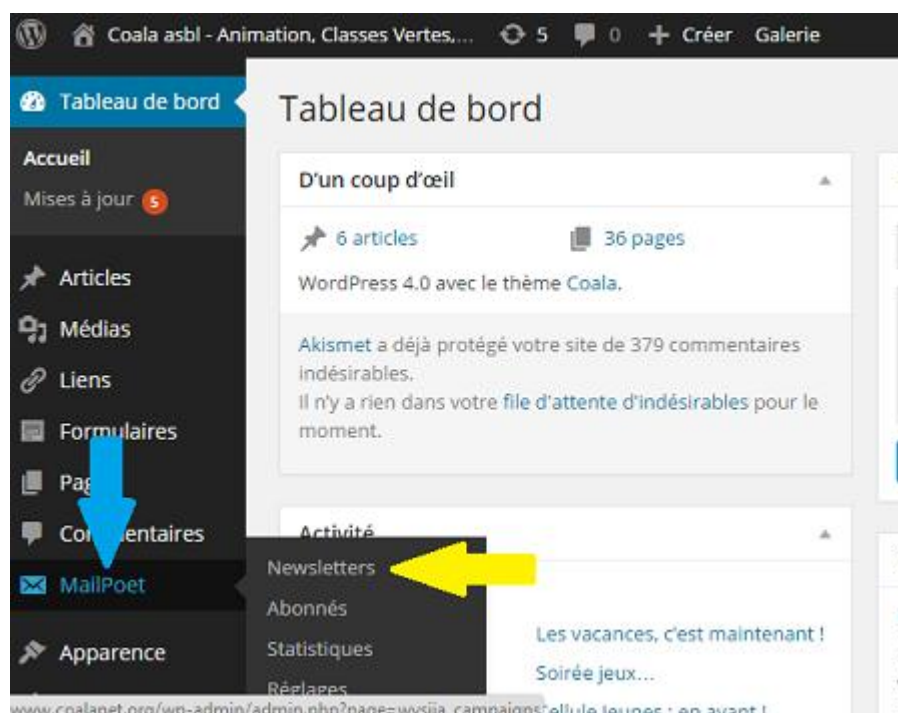 Coala asbl - Animation, Classes Vertes,... 5 0 + Créer Galerie
Tableau de bord
Accueil
Mises à jour 5
Articles
Médias
Liens
Formulaires
Commentaires
MailPoet
Apparence
Tableau de bord
D'un coup d'œil
6 articles 36 pages
WordPress 4.0 avec le thème Coala.
Akismet a déjà protégé votre site de 379 commentaires
indésirables.
Il n'y a rien dans votre file d'attente d'indésirables pour le
moment.
Activité
Newsletters
Abonnés
Statistiques
Réglages
Les vacances, c'est maintenant !
Soirée jeux...
www.coalanet.org/wp-admin/admin.php?page=wysija_campaigns
en avant !